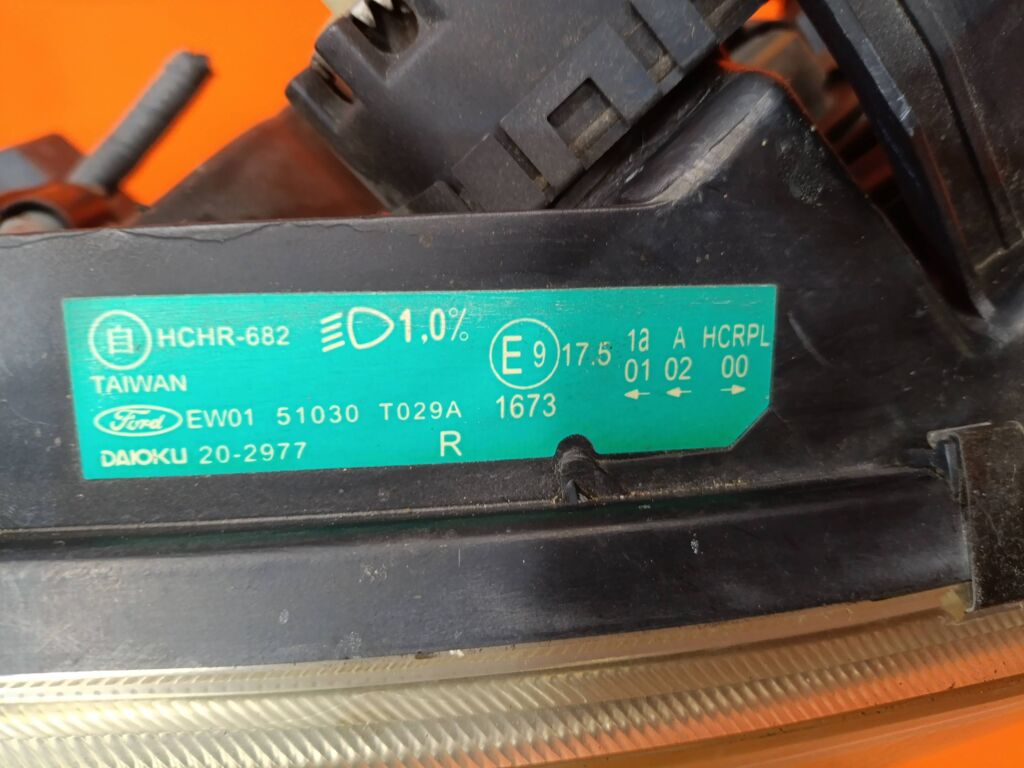 自 HCHR-682 1,0%
TAIWAN
Ford EW01 51030 T029A
DAIOKU 20-2977 R
E9 17.5 1a A HCRPL
01 02 00
1673 ← ← →